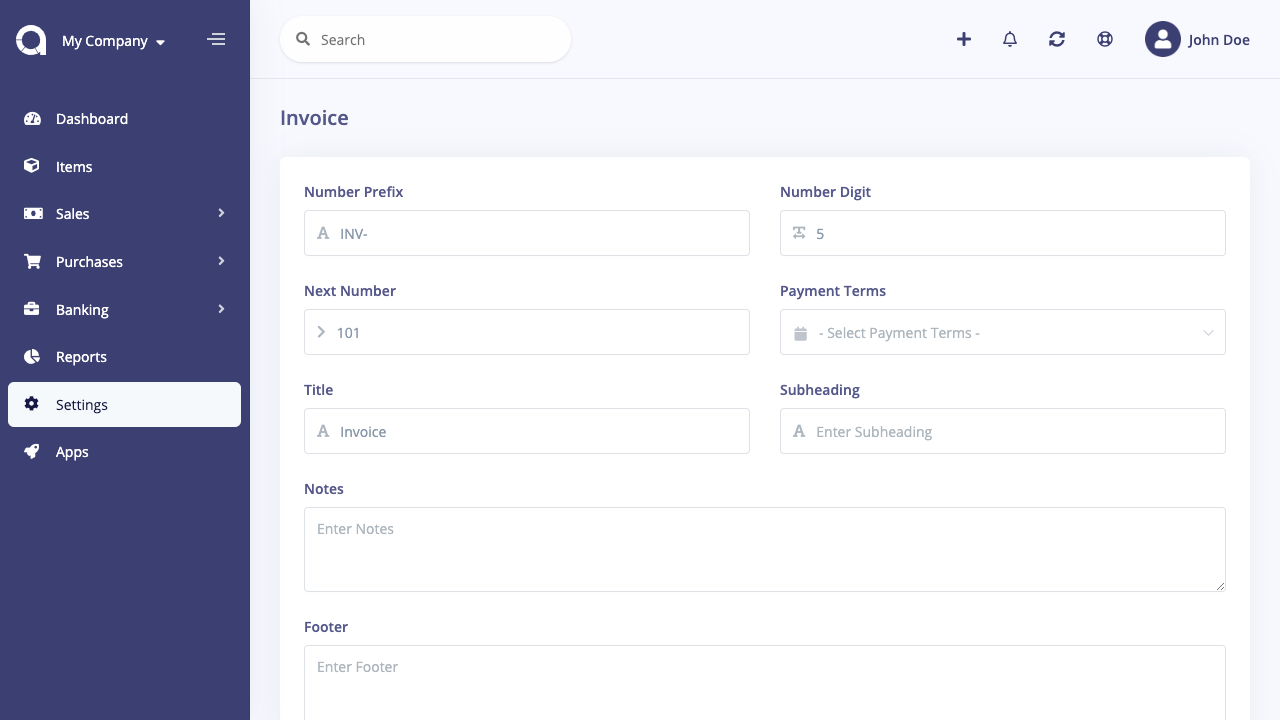 My Company
Search
John Doe
Dashboard
Items
Sales
Purchases
Banking
Reports
Settings
Apps
Invoice
Number Prefix
Number Digit
INV-
5
Next Number
Payment Terms
101
- Select Payment Terms -
Title
Subheading
Invoice
Enter Subheading
Notes
Enter Notes
Footer
Enter Footer